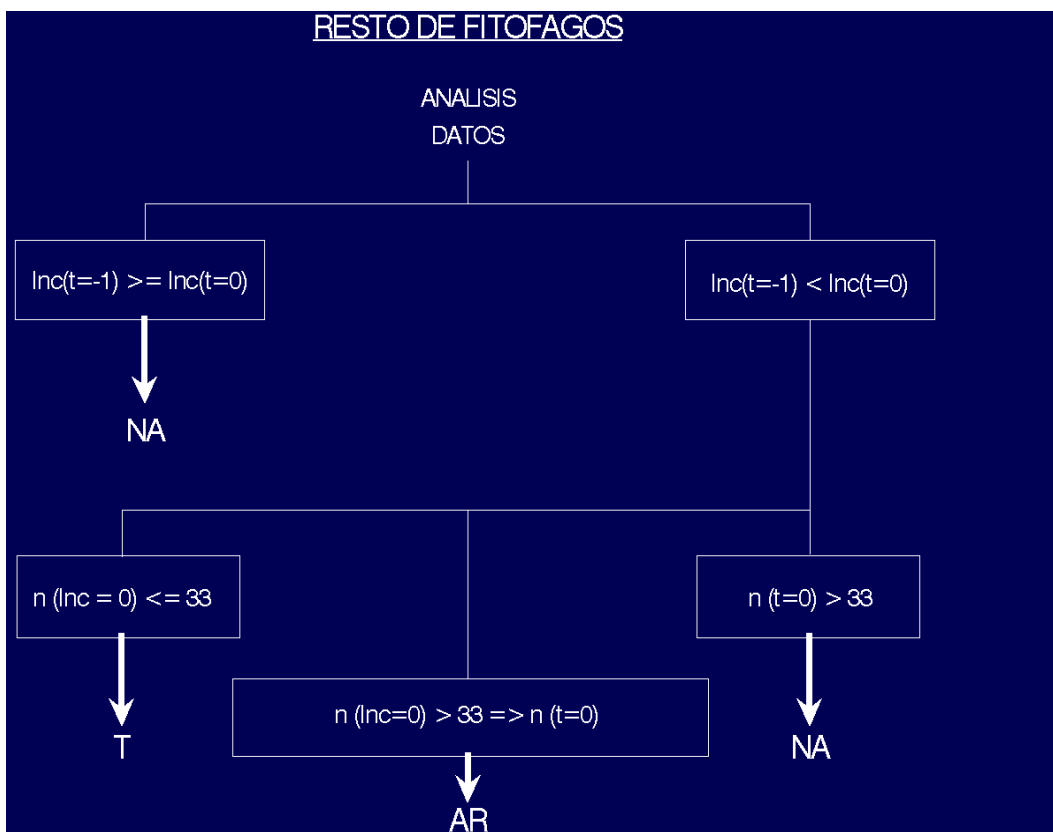 RESTO DE FITOFAGOS
ANALISIS
DATOS
Inc(t=-1) >= Inc(t=0)
Inc(t=-1) < Inc(t=0)
NA
n (Inc = 0) <= 33
n (t=0) > 33
n (Inc=0) > 33 => n (t=0)
T
NA
AR